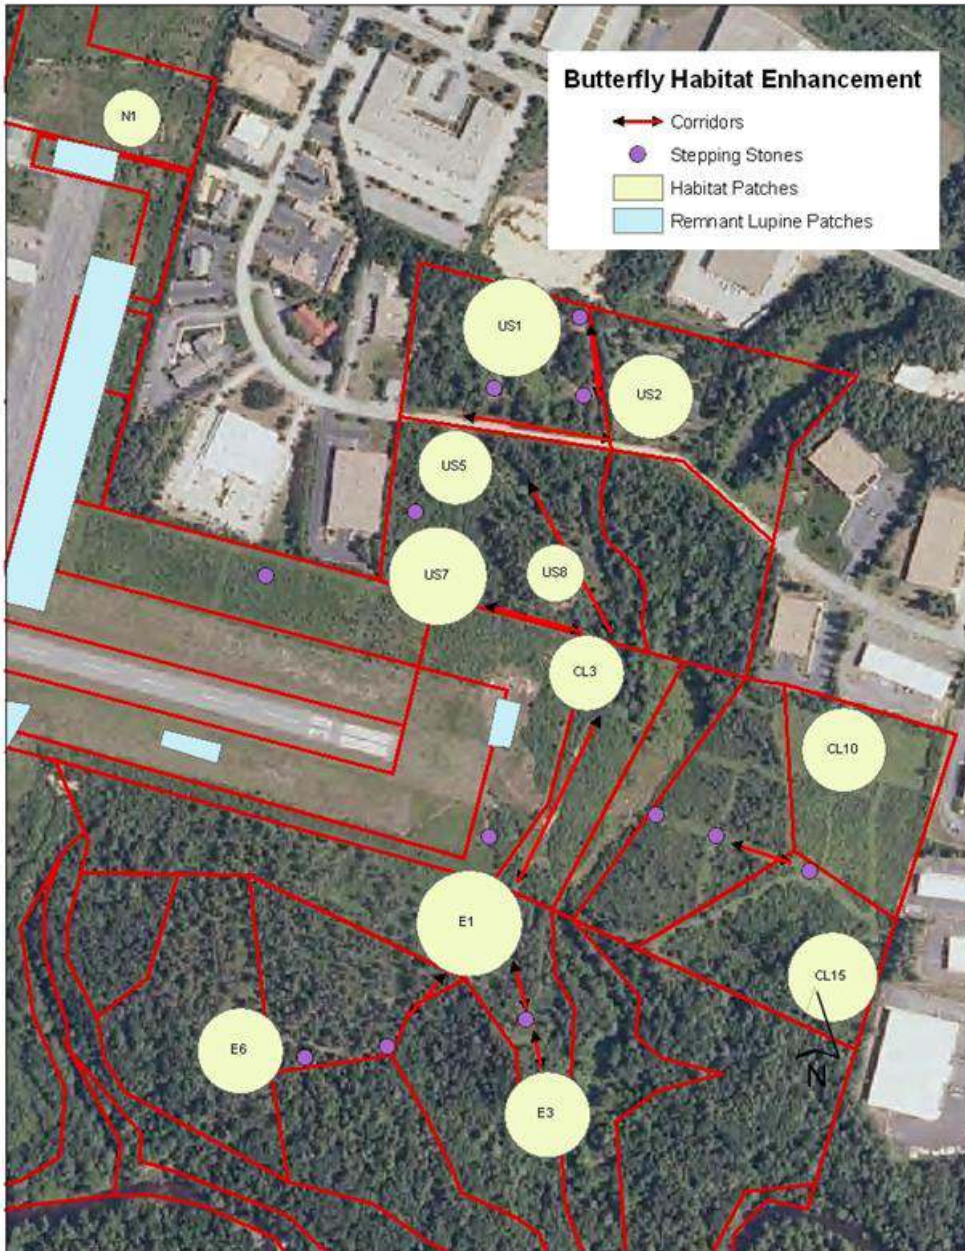 Butterfly Habitat Enhancement
Corridors
Stepping Stones
Habitat Patches
Remnant Lupine Patches
N1
US1
US2
US5
US7
US8
CL3
CL10
E1
CL15
E6
N
E3